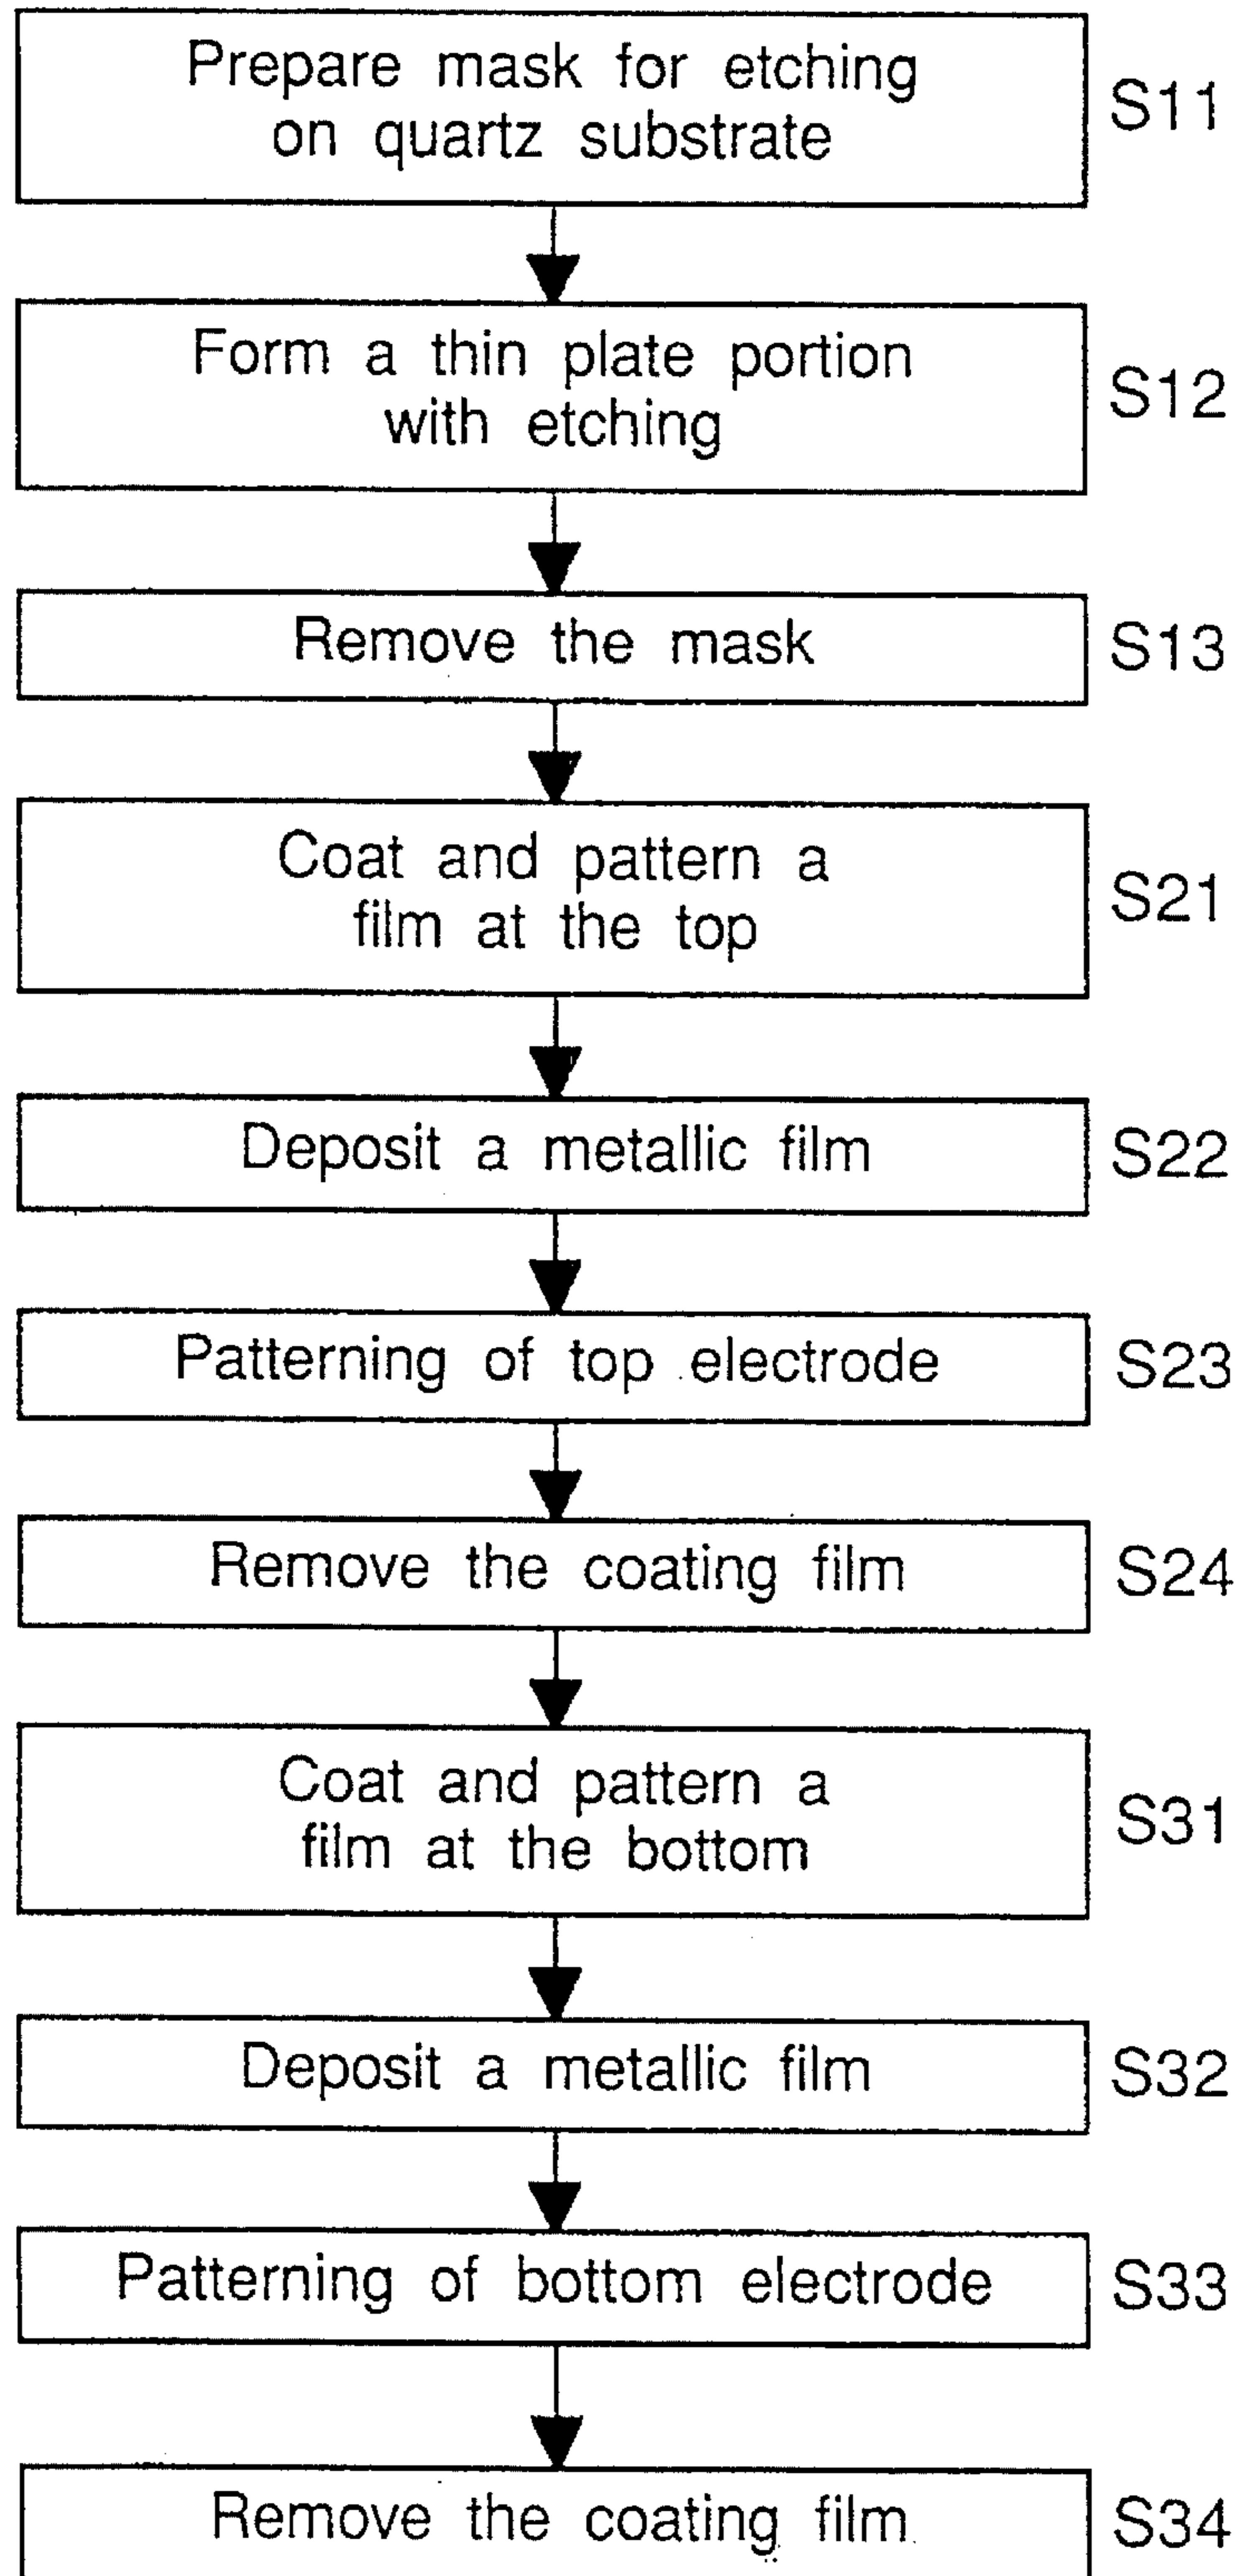 Prepare mask for etching
on quartz substrate
S11
Form a thin plate portion
with etching
S12
Remove the mask
S13
Coat and pattern a
film at the top
S21
Deposit a metallic film
S22
Patterning of top electrode
S23
Remove the coating film
S24
Coat and pattern a
film at the bottom
S31
Deposit a metallic film
S32
Patterning of bottom electrode
S33
Remove the coating film
S34